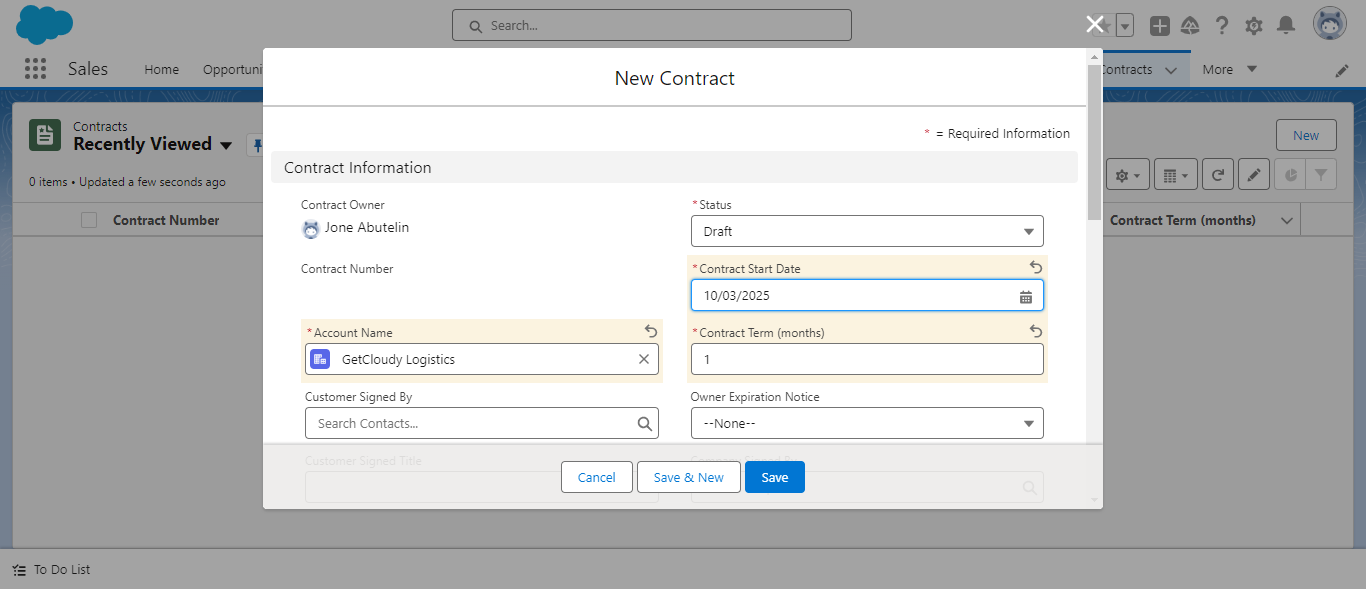 Search...
Sales
Home
Opportuni
Contracts
More
Contracts
Recently Viewed
0 items • Updated a few seconds ago
New
Contract Number
Contract Term (months)
New Contract
* = Required Information
Contract Information
Contract Owner
Jone Abutelin
*Status
Draft
Contract Number
*Contract Start Date
10/03/2025
*Account Name
GetCloudy Logistics
*Contract Term (months)
1
Customer Signed By
Search Contacts...
Owner Expiration Notice
--None--
Customer Signed Title
Company Signed By
Cancel
Save & New
Save
To Do List